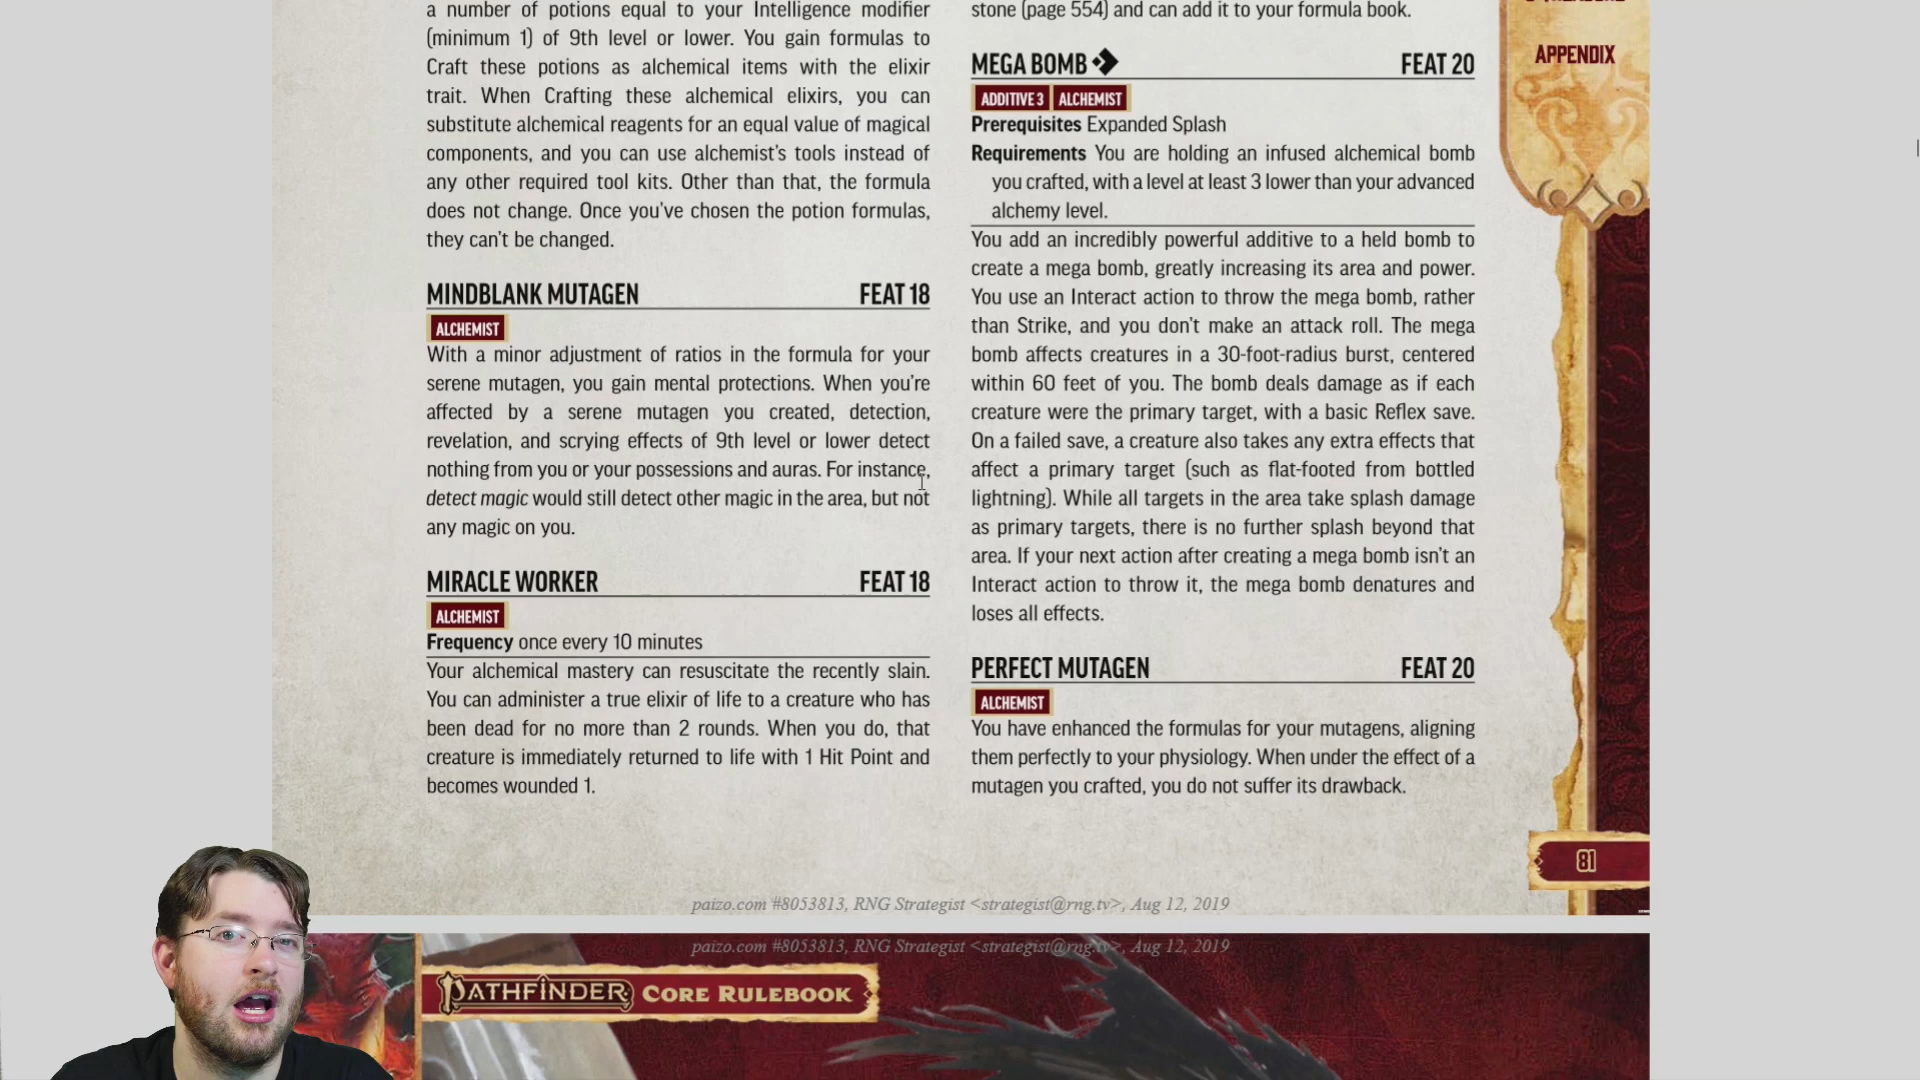 a number of potions equal to your Intelligence modifier
(minimum 1) of 9th level or lower. You gain formulas to
Craft these potions as alchemical items with the elixir
trait. When Crafting these alchemical elixirs, you can
substitute alchemical reagents for an equal value of magical
components, and you can use alchemist's tools instead of
any other required tool kits. Other than that, the formula
does not change. Once you've chosen the potion formulas,
they can't be changed.
MINDBLANK MUTAGEN FEAT 18
ALCHEMIST
With a minor adjustment of ratios in the formula for your
serene mutagen, you gain mental protections. When you're
affected by a serene mutagen you created, detection,
revelation, and scrying effects of 9th level or lower detect
nothing from you or your possessions and auras. For instance,
detect magic would still detect other magic in the area, but not
any magic on you.
MIRACLE WORKER FEAT 18
ALCHEMIST
Frequency once every 10 minutes
Your alchemical mastery can resuscitate the recently slain.
You can administer a true elixir of life to a creature who has
been dead for no more than 2 rounds. When you do, that
creature is immediately returned to life with 1 Hit Point and
becomes wounded 1.
stone (page 554) and can add it to your formula book.
MEGA BOMB FEAT 20
ADDITIVE 3 ALCHEMIST
Prerequisites Expanded Splash
Requirements You are holding an infused alchemical bomb
you crafted, with a level at least 3 lower than your advanced
alchemy level.
You add an incredibly powerful additive to a held bomb to
create a mega bomb, greatly increasing its area and power.
You use an Interact action to throw the mega bomb, rather
than Strike, and you don't make an attack roll. The mega
bomb affects creatures in a 30-foot-radius burst, centered
within 60 feet of you. The bomb deals damage as if each
creature were the primary target, with a basic Reflex save.
On a failed save, a creature also takes any extra effects that
affect a primary target (such as flat-footed from bottled
lightning). While all targets in the area take splash damage
as primary targets, there is no further splash beyond that
area. If your next action after creating a mega bomb isn't an
Interact action to throw it, the mega bomb denatures and
loses all effects.
PERFECT MUTAGEN FEAT 20
ALCHEMIST
You have enhanced the formulas for your mutagens, aligning
them perfectly to your physiology. When under the effect of a
mutagen you crafted, you do not suffer its drawback.
APPENDIX
81
paizo.com #8053813, RNG Strategist <strategist@rng.tv>, Aug 12, 2019
paizo.com #8053813, RNG Strategist <strategist@rng.tv>, Aug 12, 2019
PATHFINDER CORE RULEBOOK